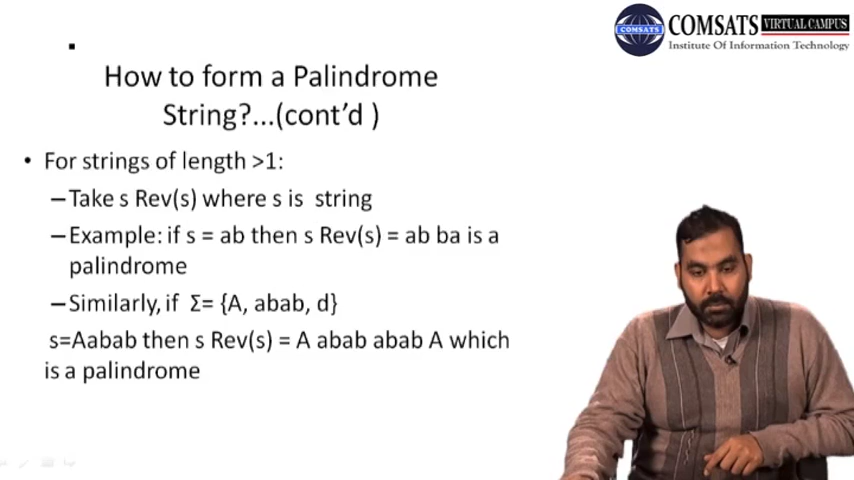 COMSATS
COMSATS VIRTUAL CAMPUS
Institute Of Information Technology
How to form a Palindrome
String?...(cont’d )
• For strings of length >1:
–Take s Rev(s) where s is string
–Example: if s = ab then s Rev(s) = ab ba is a
palindrome
–Similarly, if Σ= {A, abab, d}
s=Aabab then s Rev(s) = A abab abab A which
is a palindrome